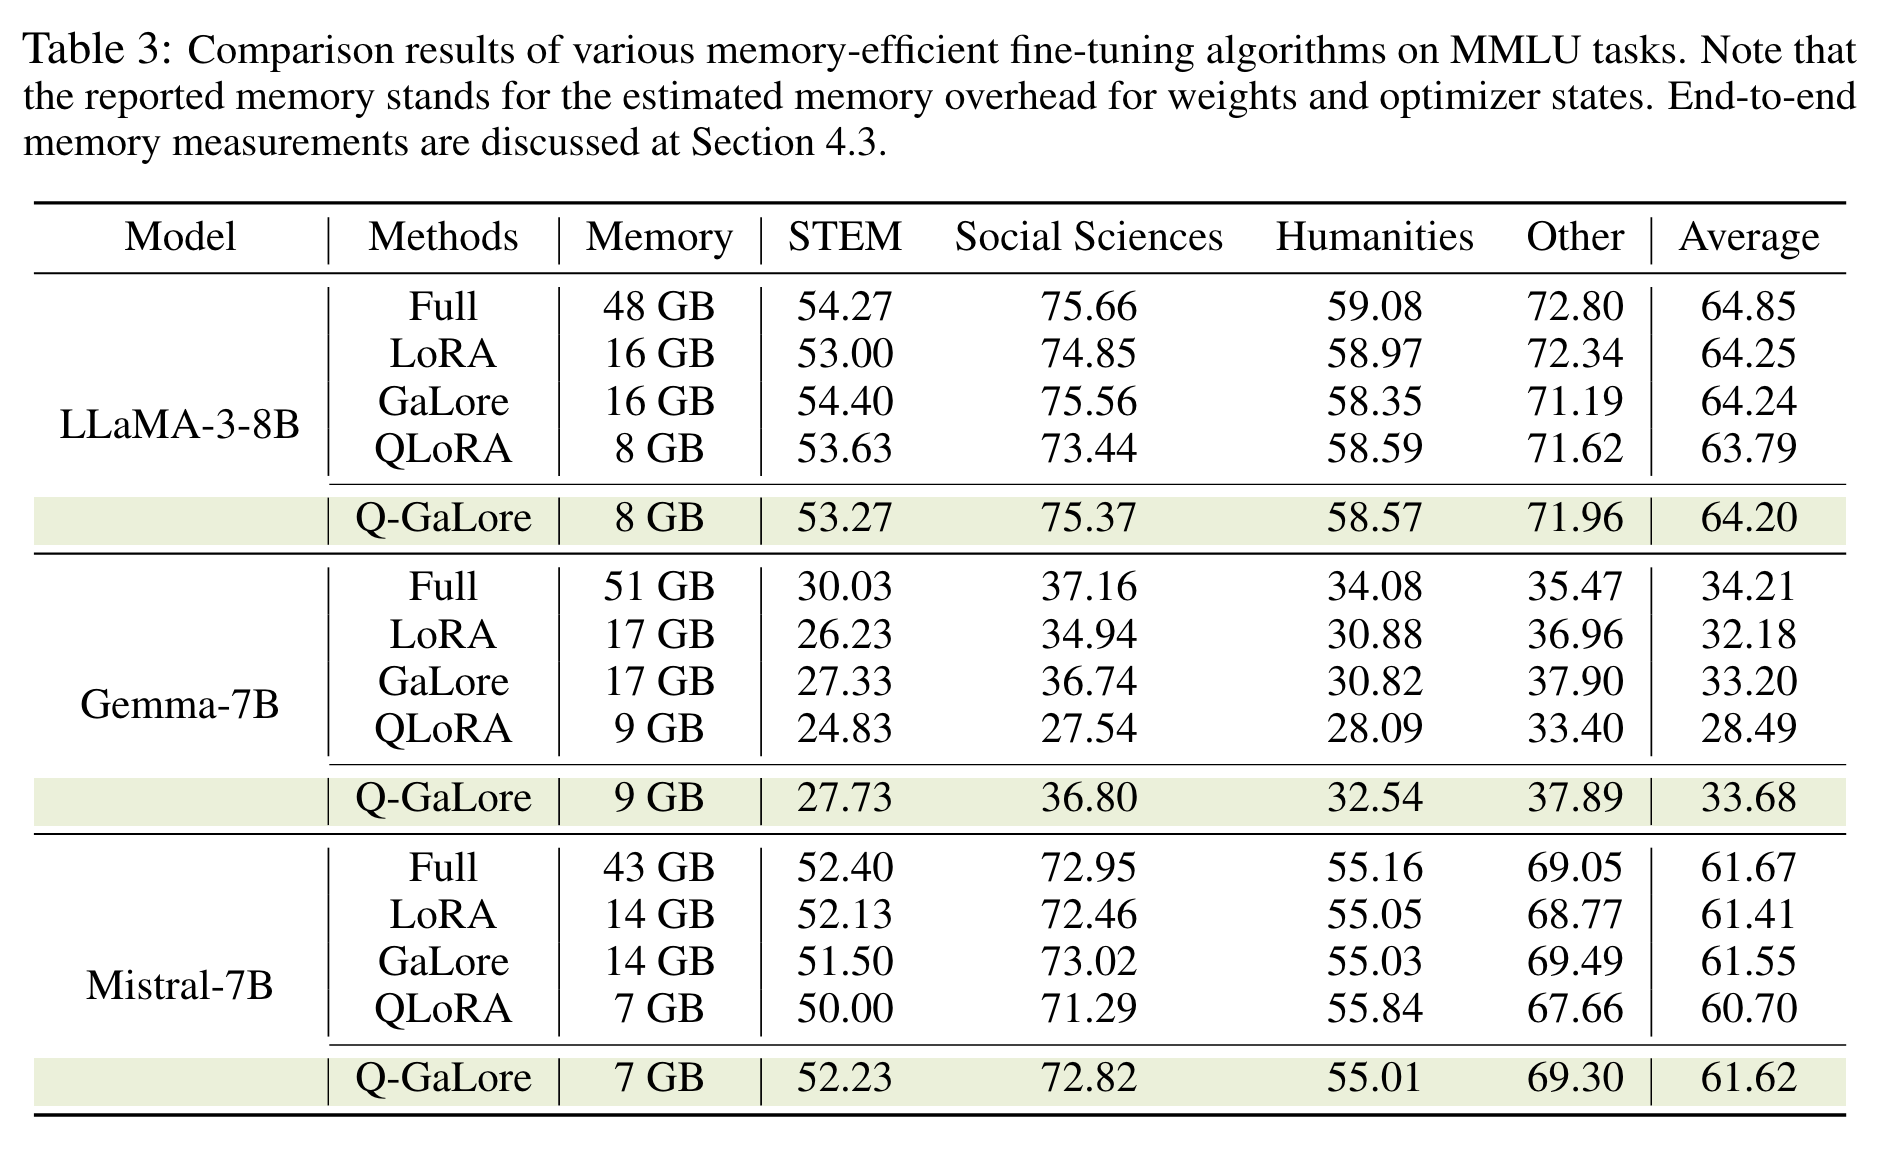 Table 3: Comparison results of various memory-efficient fine-tuning algorithms on MMLU tasks. Note that
the reported memory stands for the estimated memory overhead for weights and optimizer states. End-to-end
memory measurements are discussed at Section 4.3.
Model Methods Memory STEM Social Sciences Humanities Other Average
Full 48 GB 54.27 75.66 59.08 72.80 64.85
LoRA 16 GB 53.00 74.85 58.97 72.34 64.25
GaLore 16 GB 54.40 75.56 58.35 71.19 64.24
LLaMA-3-8B
QLoRA 8 GB 53.63 73.44 58.59 71.62 63.79
Q-GaLore 8 GB 53.27 75.37 58.57 71.96 64.20
Full 51 GB 30.03 37.16 34.08 35.47 34.21
LoRA 17 GB 26.23 34.94 30.88 36.96 32.18
GaLore 17 GB 27.33 36.74 30.82 37.90 33.20
Gemma-7B
QLoRA 9 GB 24.83 27.54 28.09 33.40 28.49
Q-GaLore 9 GB 27.73 36.80 32.54 37.89 33.68
Full 43 GB 52.40 72.95 55.16 69.05 61.67
LoRA 14 GB 52.13 72.46 55.05 68.77 61.41
GaLore 14 GB 51.50 73.02 55.03 69.49 61.55
Mistral-7B
QLoRA 7 GB 50.00 71.29 55.84 67.66 60.70
Q-GaLore 7 GB 52.23 72.82 55.01 69.30 61.62